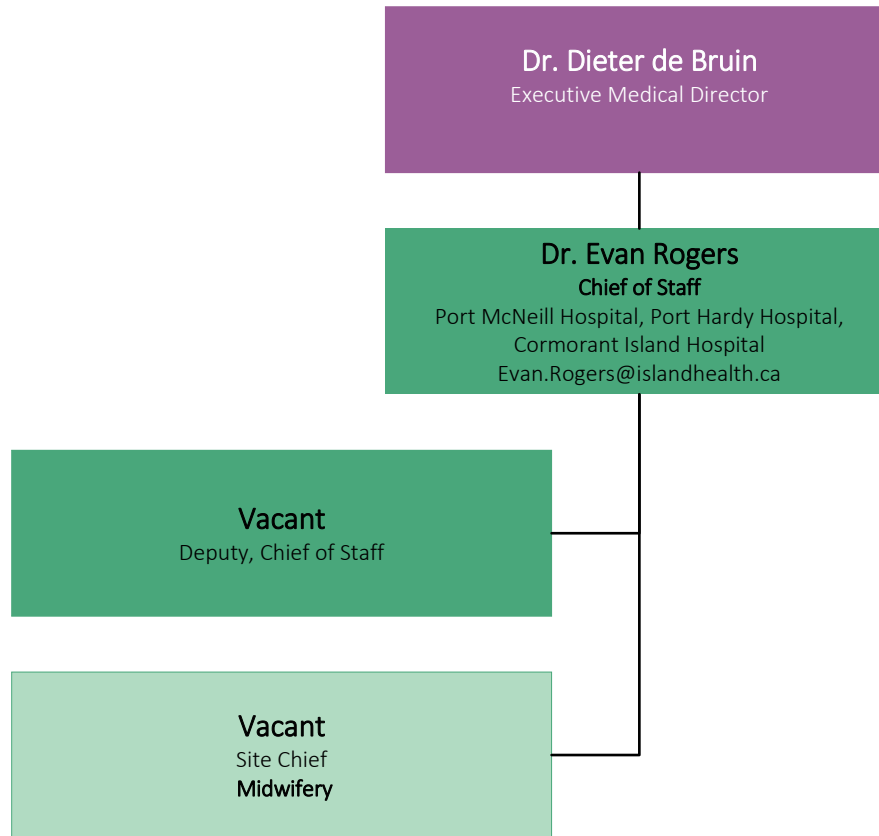 Dr. Dieter de Bruin
Executive Medical Director
Dr. Evan Rogers
Chief of Staff
Port McNeill Hospital, Port Hardy Hospital,
Cormorant Island Hospital
Evan.Rogers@islandhealth.ca
Vacant
Deputy, Chief of Staff
Vacant
Site Chief
Midwifery